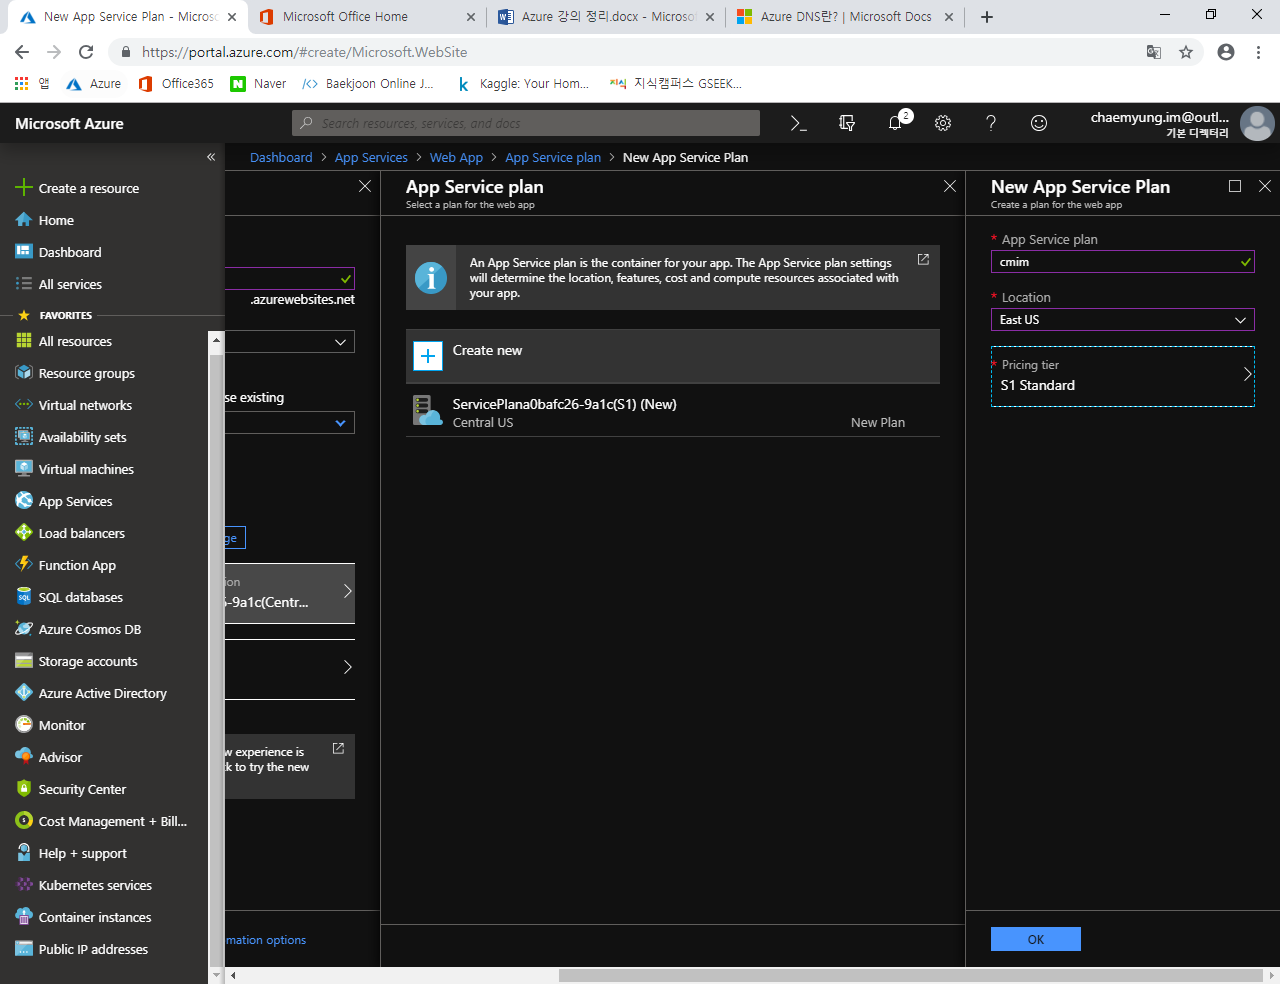 New App Service Plan - Microsc
Microsoft Office Home
Azure 강의 정리.docx - Microso
Azure DNS란? | Microsoft Docs
https://portal.azure.com/#create/Microsoft.WebSite
앱
Azure
Office365
Naver
Baekjoon Online J...
Kaggle: Your Hom...
지식캠퍼스 GSEEK...
Microsoft Azure
Search resources, services, and docs
2
chaemyung.im@outl...
기본 디렉터리
Dashboard > App Services > Web App > App Service plan > New App Service Plan
Create a resource
Home
Dashboard
All services
FAVORITES
All resources
Resource groups
Virtual networks
Availability sets
Virtual machines
App Services
Load balancers
Function App
SQL databases
Azure Cosmos DB
Storage accounts
Azure Active Directory
Monitor
Advisor
Security Center
Cost Management + Bill...
Help + support
Kubernetes services
Container instances
Public IP addresses
.azurewebsites.net
se existing
ge
ion
-9a1c(Centr...
w experience is
k to try the new
mation options
App Service plan
Select a plan for the web app
An App Service plan is the container for your app. The App Service plan settings
will determine the location, features, cost and compute resources associated with
your app.
Create new
ServicePlana0bafc26-9a1c(S1) (New)
Central US
New Plan
New App Service Plan
Create a plan for the web app
* App Service plan
cmim
* Location
East US
* Pricing tier
S1 Standard
OK